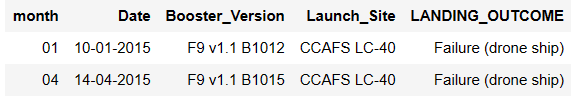 month Date Booster_Version Launch_Site LANDING_OUTCOME
01 10-01-2015 F9 v1.1 B1012 CCAFS LC-40 Failure (drone ship)
04 14-04-2015 F9 v1.1 B1015 CCAFS LC-40 Failure (drone ship)